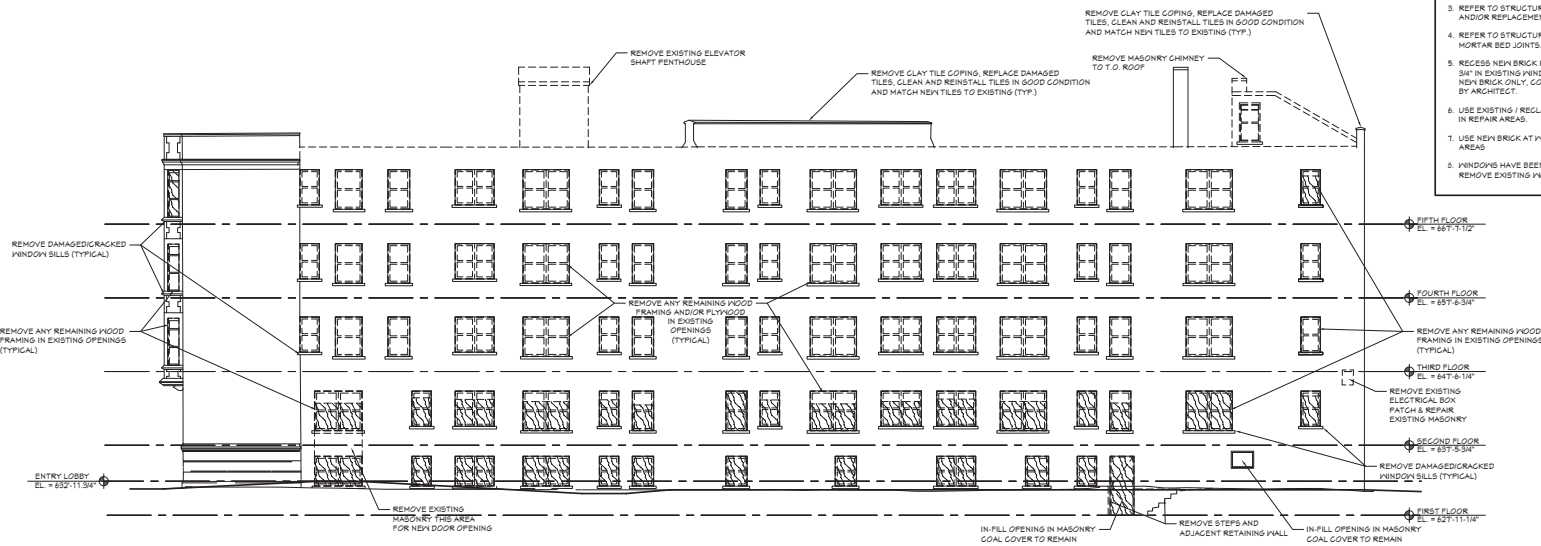 REMOVE CLAY TILE COPING, REPLACE DAMAGED
TILES, CLEAN AND REINSTALL TILES IN GOOD CONDITION
AND MATCH NEW TILES TO EXISTING (TYP.)
3. REFER TO STRUCTUR
AND/OR REPLACEMEN
4. REFER TO STRUCTUR
MORTAR BED JOINTS.
5. RECESS NEW BRICK I
3/4" IN EXISTING WIND
NEW BRICK ONLY, CO
BY ARCHITECT.
6. USE EXISTING / RECL
IN REPAIR AREAS.
7. USE NEW BRICK AT W
AREAS
8. WINDOWS HAVE BEEN
REMOVE EXISTING W
REMOVE EXISTING ELEVATOR
SHAFT PENTHOUSE
REMOVE CLAY TILE COPING, REPLACE DAMAGED
TILES, CLEAN AND REINSTALL TILES IN GOOD CONDITION
AND MATCH NEW TILES TO EXISTING (TYP.)
REMOVE MASONRY CHIMNEY
TO T.O. ROOF
FIFTH FLOOR
EL. = 667'-7-1/2"
REMOVE DAMAGED/CRACKED
WINDOW SILLS (TYPICAL)
FOURTH FLOOR
EL. = 657'-6-3/4"
REMOVE ANY REMAINING WOOD
FRAMING IN EXISTING OPENINGS
(TYPICAL)
REMOVE ANY REMAINING WOOD
FRAMING AND/OR PLYWOOD
IN EXISTING
OPENINGS
(TYPICAL)
REMOVE ANY REMAINING WOOD
FRAMING IN EXISTING OPENINGS
(TYPICAL)
THIRD FLOOR
EL. = 647'-6-1/4"
REMOVE EXISTING
ELECTRICAL BOX
PATCH & REPAIR
EXISTING MASONRY
SECOND FLOOR
EL. = 637'-5-3/4"
REMOVE DAMAGED/CRACKED
WINDOW SILLS (TYPICAL)
ENTRY LOBBY
EL. = 632'-11.3/4"
REMOVE EXISTING
MASONRY THIS AREA
FOR NEW DOOR OPENING
IN-FILL OPENING IN MASONRY
COAL COVER TO REMAIN
REMOVE STEPS AND
ADJACENT RETAINING WALL
IN-FILL OPENING IN MASONRY
COAL COVER TO REMAIN
FIRST FLOOR
EL. = 627'-11-1/4"